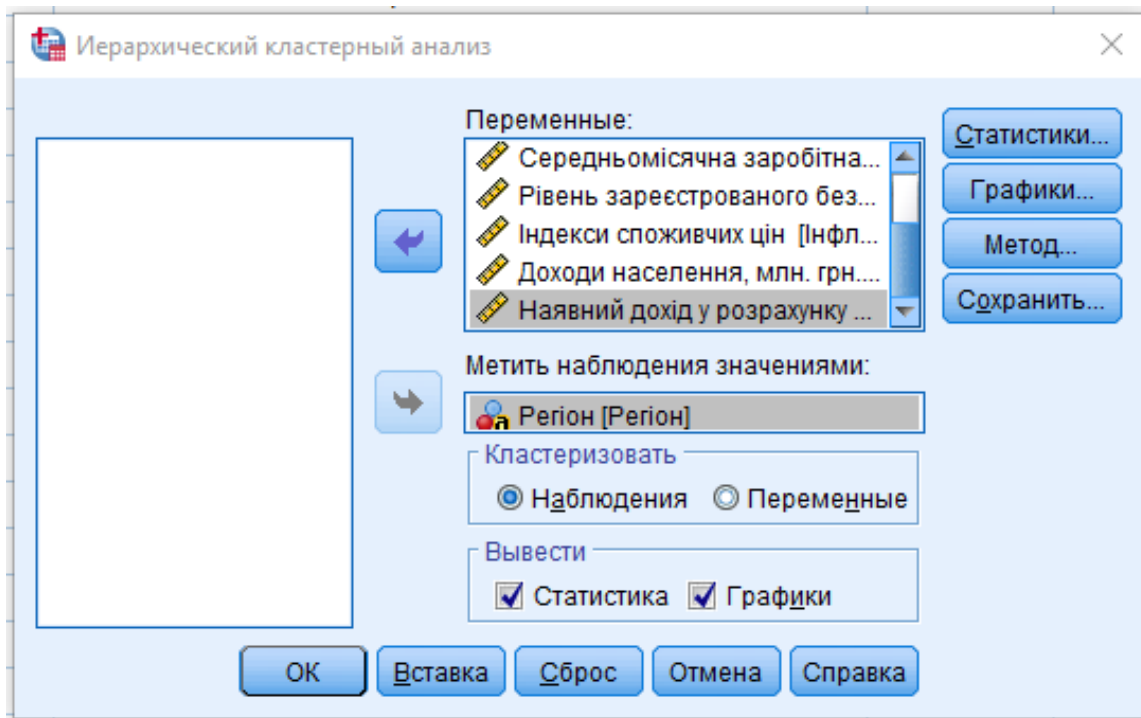 Иерархический кластерный анализ
Переменные:
Середньомісячна заробітна...
Рівень зареєстрованого без...
Індекси споживчих цін [Інфл...
Доходи населення, млн. грн....
Наявний дохід у розрахунку ...
Статистики...
Графики...
Метод...
Сохранить...
Метить наблюдения значениями:
Регіон [Регіон]
Кластеризовать
Наблюдения Переменные
Вывести
Статистика Графики
ОК Вставка Сброс Отмена Справка